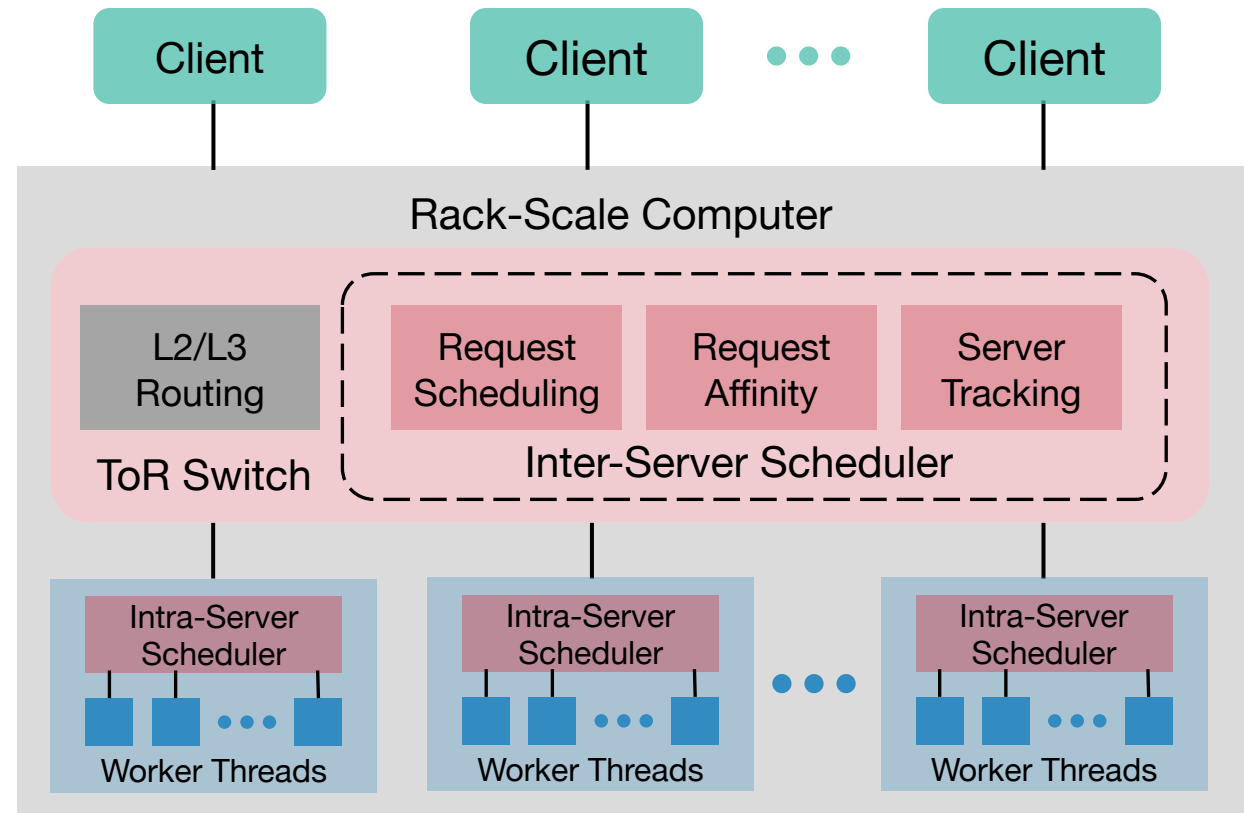 Client
Client
Client
Rack-Scale Computer
L2/L3
Routing
Request
Scheduling
Request
Affinity
Server
Tracking
ToR Switch
Inter-Server Scheduler
Intra-Server
Scheduler
Worker Threads
Intra-Server
Scheduler
Worker Threads
Intra-Server
Scheduler
Worker Threads